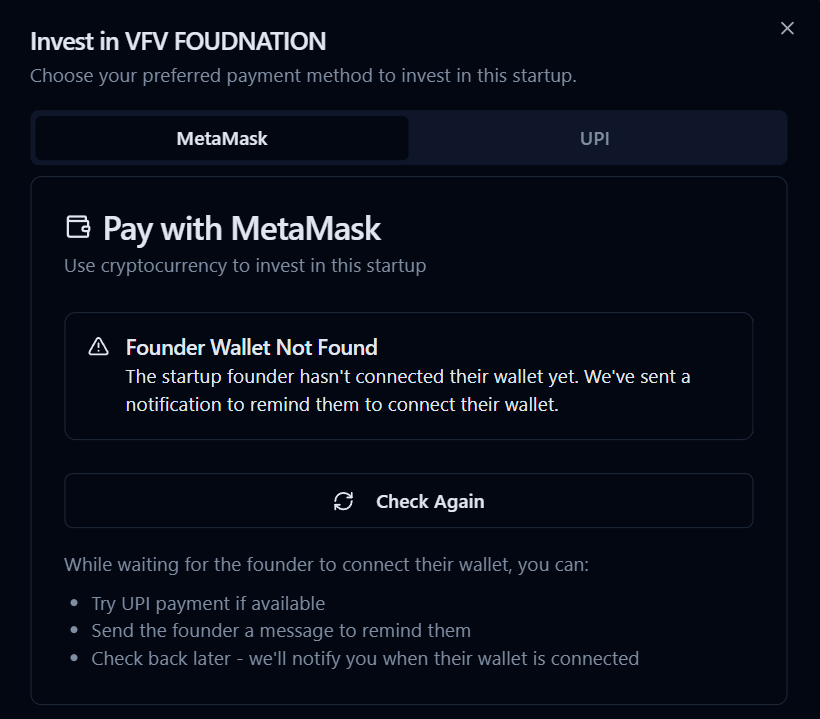 Invest in VFV FOUDNATION
Choose your preferred payment method to invest in this startup.
MetaMask
UPI
Pay with MetaMask
Use cryptocurrency to invest in this startup
Founder Wallet Not Found
The startup founder hasn't connected their wallet yet. We've sent a
notification to remind them to connect their wallet.
Check Again
While waiting for the founder to connect their wallet, you can:
• Try UPI payment if available
• Send the founder a message to remind them
• Check back later - we'll notify you when their wallet is connected